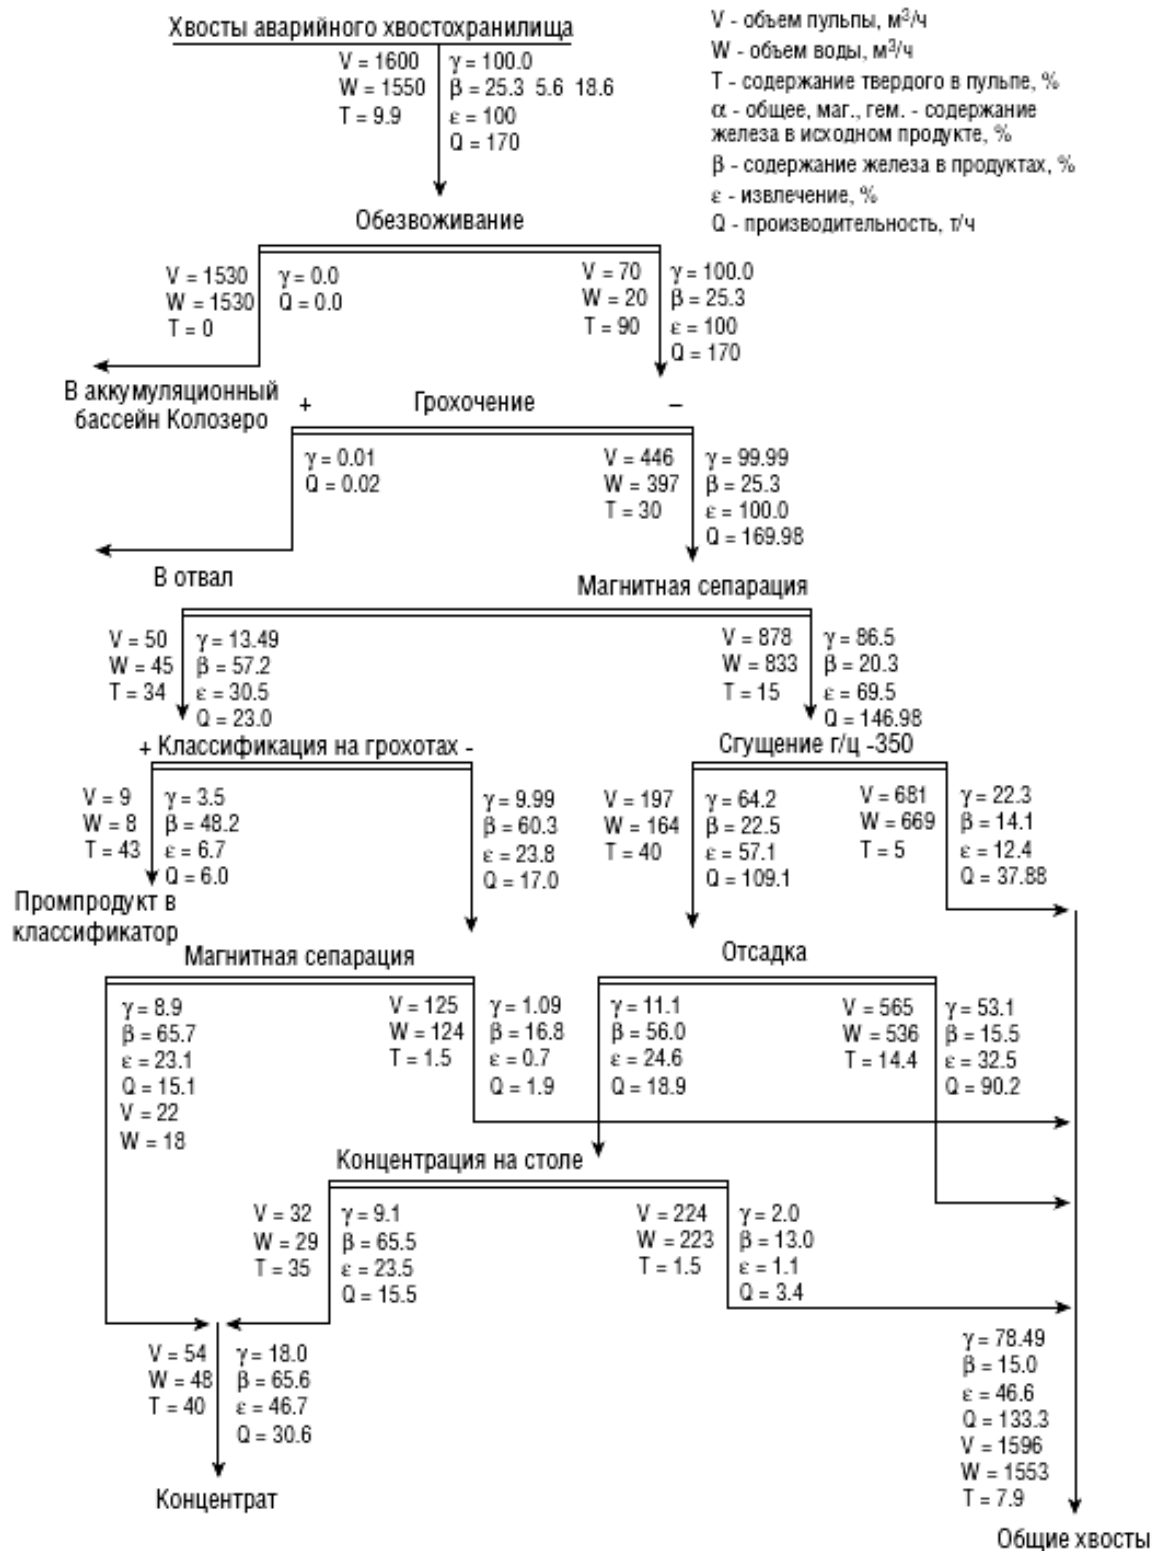 Хвосты аварийного хвостохранилища
V = 1600
W = 1550
T = 9.9
γ = 100.0
β = 25.3 5.6 18.6
ε = 100
Q = 170
V - объем пульпы, м³/ч
W - объем воды, м³/ч
T - содержание твердого в пульпе, %
α - общее, маг., гем. - содержание
железа в исходном продукте, %
β - содержание железа в продуктах, %
ε - извлечение, %
Q - производительность, т/ч
Обезвоживание
V = 1530
W = 1530
T = 0
γ = 0.0
Q = 0.0
V = 70
W = 20
T = 90
γ = 100.0
β = 25.3
ε = 100
Q = 170
В аккумуляционный
бассейн Колозеро
+ Грохочение –
γ = 0.01
Q = 0.02
V = 446
W = 397
T = 30
γ = 99.99
β = 25.3
ε = 100.0
Q = 169.98
В отвал
Магнитная сепарация
V = 50
W = 45
T = 34
γ = 13.49
β = 57.2
ε = 30.5
Q = 23.0
V = 878
W = 833
T = 15
γ = 86.5
β = 20.3
ε = 69.5
Q = 146.98
+ Классификация на грохотах -
Сгущение г/ц -350
V = 9
W = 8
T = 43
γ = 3.5
β = 48.2
ε = 6.7
Q = 6.0
γ = 9.99
β = 60.3
ε = 23.8
Q = 17.0
V = 197
W = 164
T = 40
γ = 64.2
β = 22.5
ε = 57.1
Q = 109.1
V = 681
W = 669
T = 5
γ = 22.3
β = 14.1
ε = 12.4
Q = 37.88
Промпродукт в
классификатор
Магнитная сепарация
Отсадка
γ = 8.9
β = 65.7
ε = 23.1
Q = 15.1
V = 22
W = 18
V = 125
W = 124
T = 1.5
γ = 1.09
β = 16.8
ε = 0.7
Q = 1.9
γ = 11.1
β = 56.0
ε = 24.6
Q = 18.9
V = 565
W = 536
T = 14.4
γ = 53.1
β = 15.5
ε = 32.5
Q = 90.2
Концентрация на столе
V = 32
W = 29
T = 35
γ = 9.1
β = 65.5
ε = 23.5
Q = 15.5
V = 224
W = 223
T = 1.5
γ = 2.0
β = 13.0
ε = 1.1
Q = 3.4
V = 54
W = 48
T = 40
γ = 18.0
β = 65.6
ε = 46.7
Q = 30.6
γ = 78.49
β = 15.0
ε = 46.6
Q = 133.3
V = 1596
W = 1553
T = 7.9
Концентрат
Общие хвосты